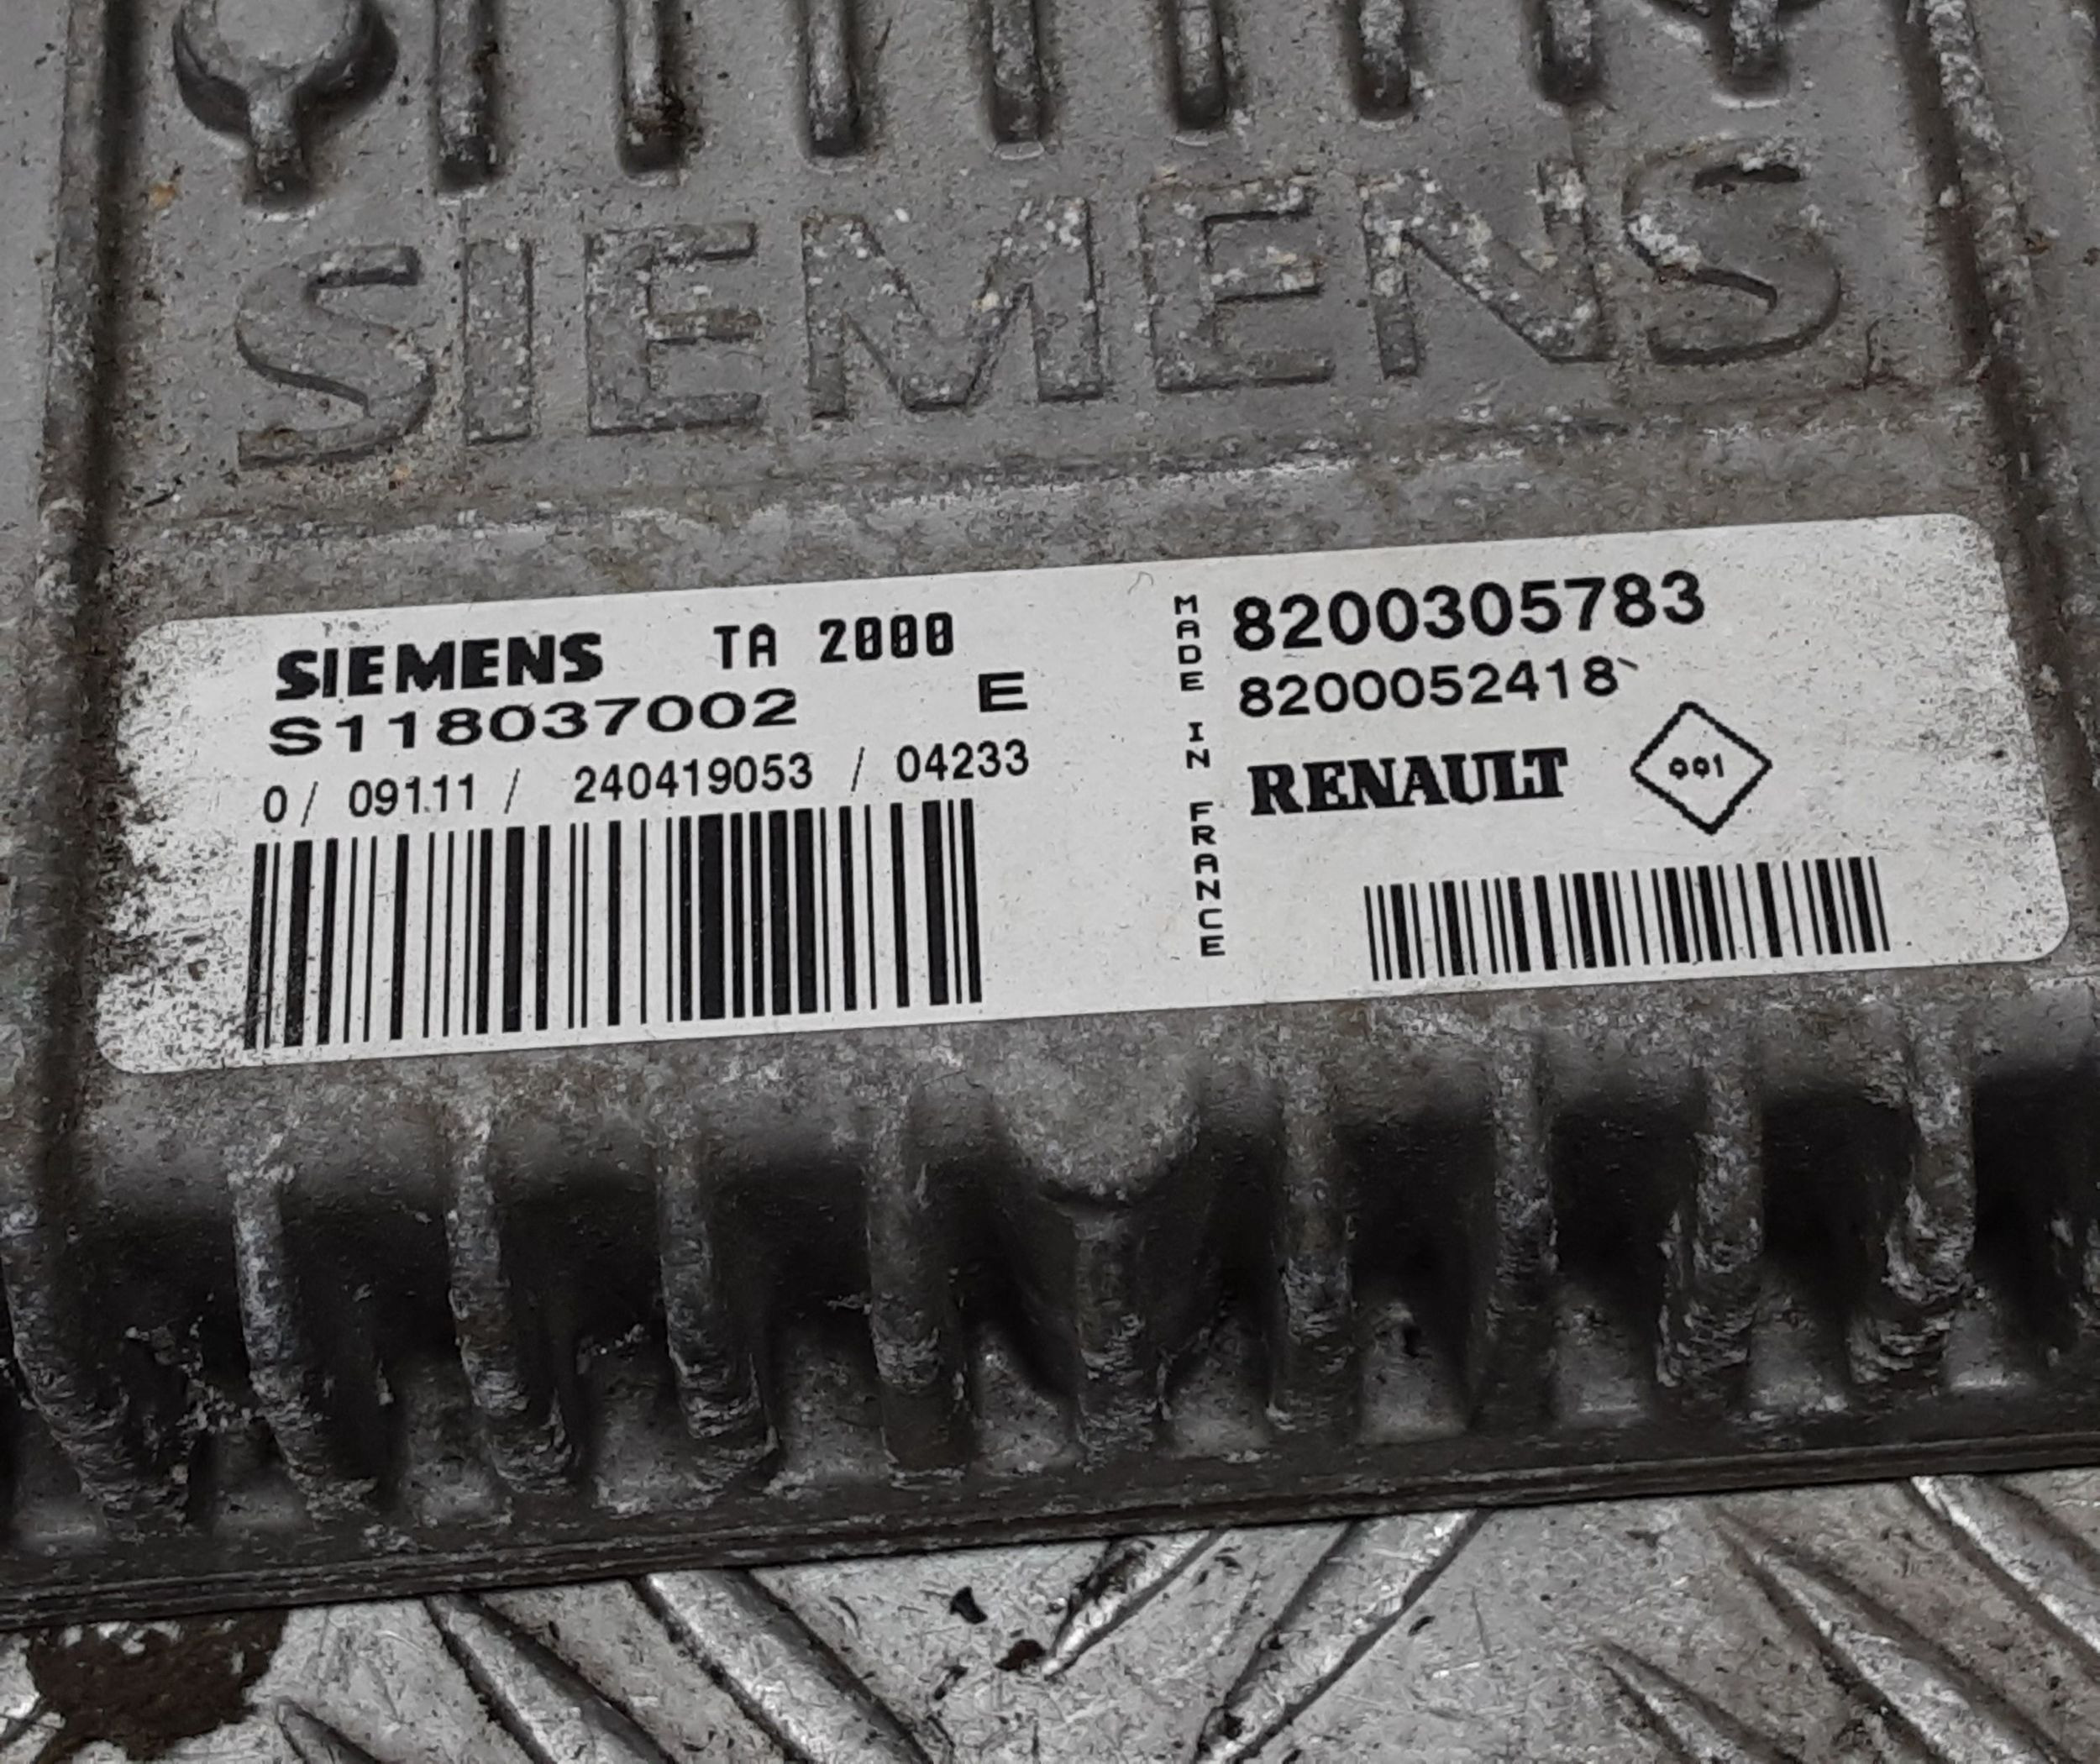 SIEMENS
SIEMENS TA 2000
S118037002 E
0/ 09111 / 240419053 / 04233
MADE IN FRANCE
8200305783
8200052418
RENAULT 001